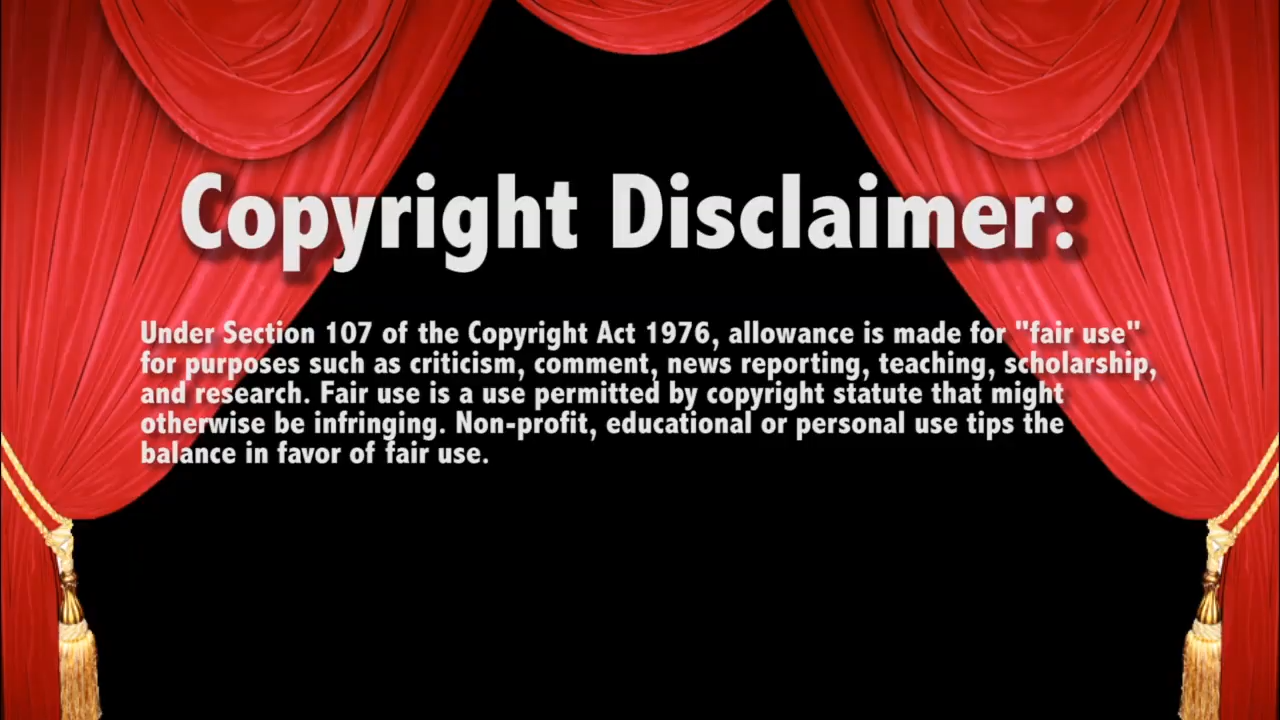 Copyright Disclaimer:
Under Section 107 of the Copyright Act 1976, allowance is made for "fair use"
for purposes such as criticism, comment, news reporting, teaching, scholarship,
and research. Fair use is a use permitted by copyright statute that might
otherwise be infringing. Non-profit, educational or personal use tips the
balance in favor of fair use.